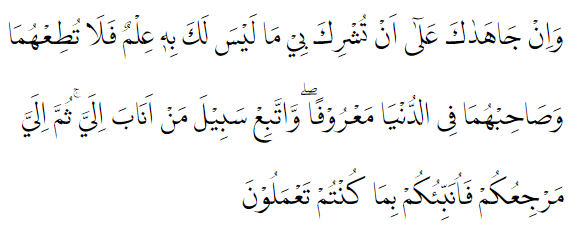 وَاِنْ جَاهَدٰكَ عَلٰٓى اَنْ تُشْرِكَ بِيْ مَا لَيْسَ لَكَ بِهٖ عِلْمٌ فَلَا تُطِعْهُمَا
وَصَاحِبْهُمَا فِى الدُّنْيَا مَعْرُوْفًا ۖوَّاتَّبِعْ سَبِيْلَ مَنْ اَنَابَ اِلَيَّ ۚثُمَّ اِلَيَّ
مَرْجِعُكُمْ فَاُنَبِّئُكُمْ بِمَا كُنْتُمْ تَعْمَلُوْنَ